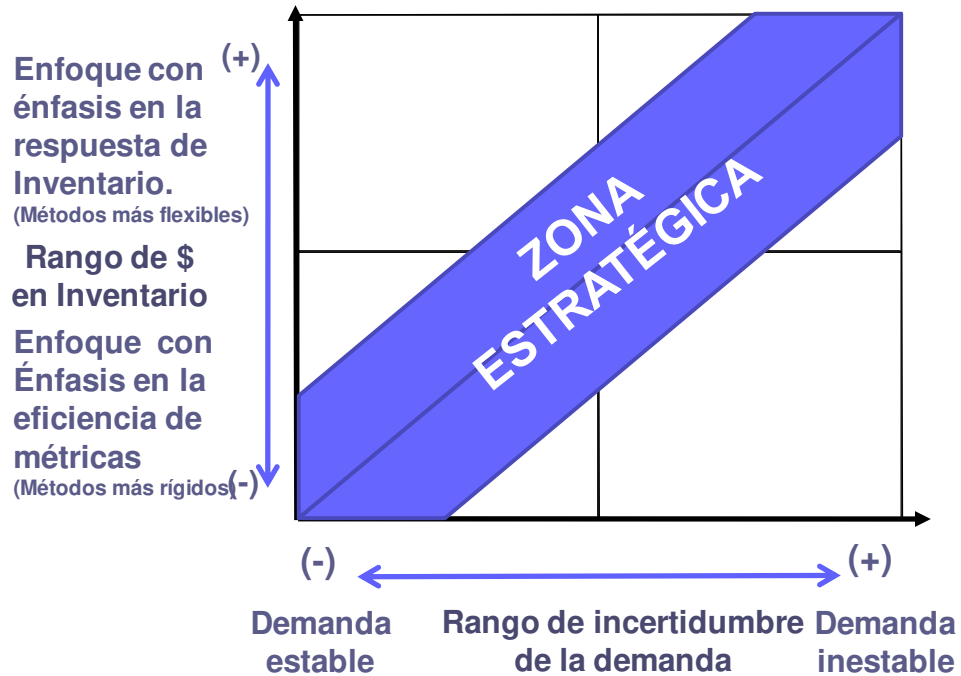 Enfoque con
énfasis en la
respuesta de
Inventario.
(Métodos más flexibles)
(+)
Rango de $
en Inventario
Enfoque con
Énfasis en la
eficiencia de
métricas
(Métodos más rígidos)
(-)
ZONA
ESTRATÉGICA
(-)
(+)
Demanda
estable
Rango de incertidumbre
de la demanda
Demanda
inestable